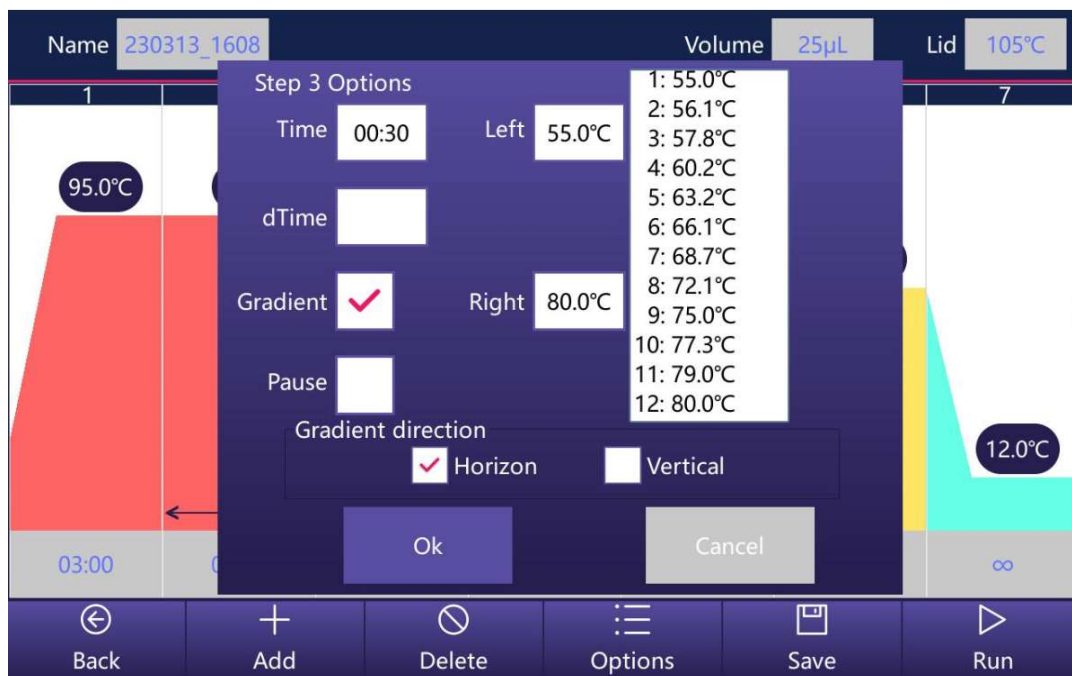 Name 230313_1608 Volume 25µL Lid 105℃
1 7
Step 3 Options
Time 00:30 Left 55.0℃
dTime
Gradient Right 80.0℃
Pause
1: 55.0℃
2: 56.1℃
3: 57.8℃
4: 60.2℃
5: 63.2℃
6: 66.1℃
7: 68.7℃
8: 72.1℃
9: 75.0℃
10: 77.3℃
11: 79.0℃
12: 80.0℃
Gradient direction
Horizon Vertical
Ok Cancel
95.0℃
12.0℃
03:00 ∞
Back Add Delete Options Save Run